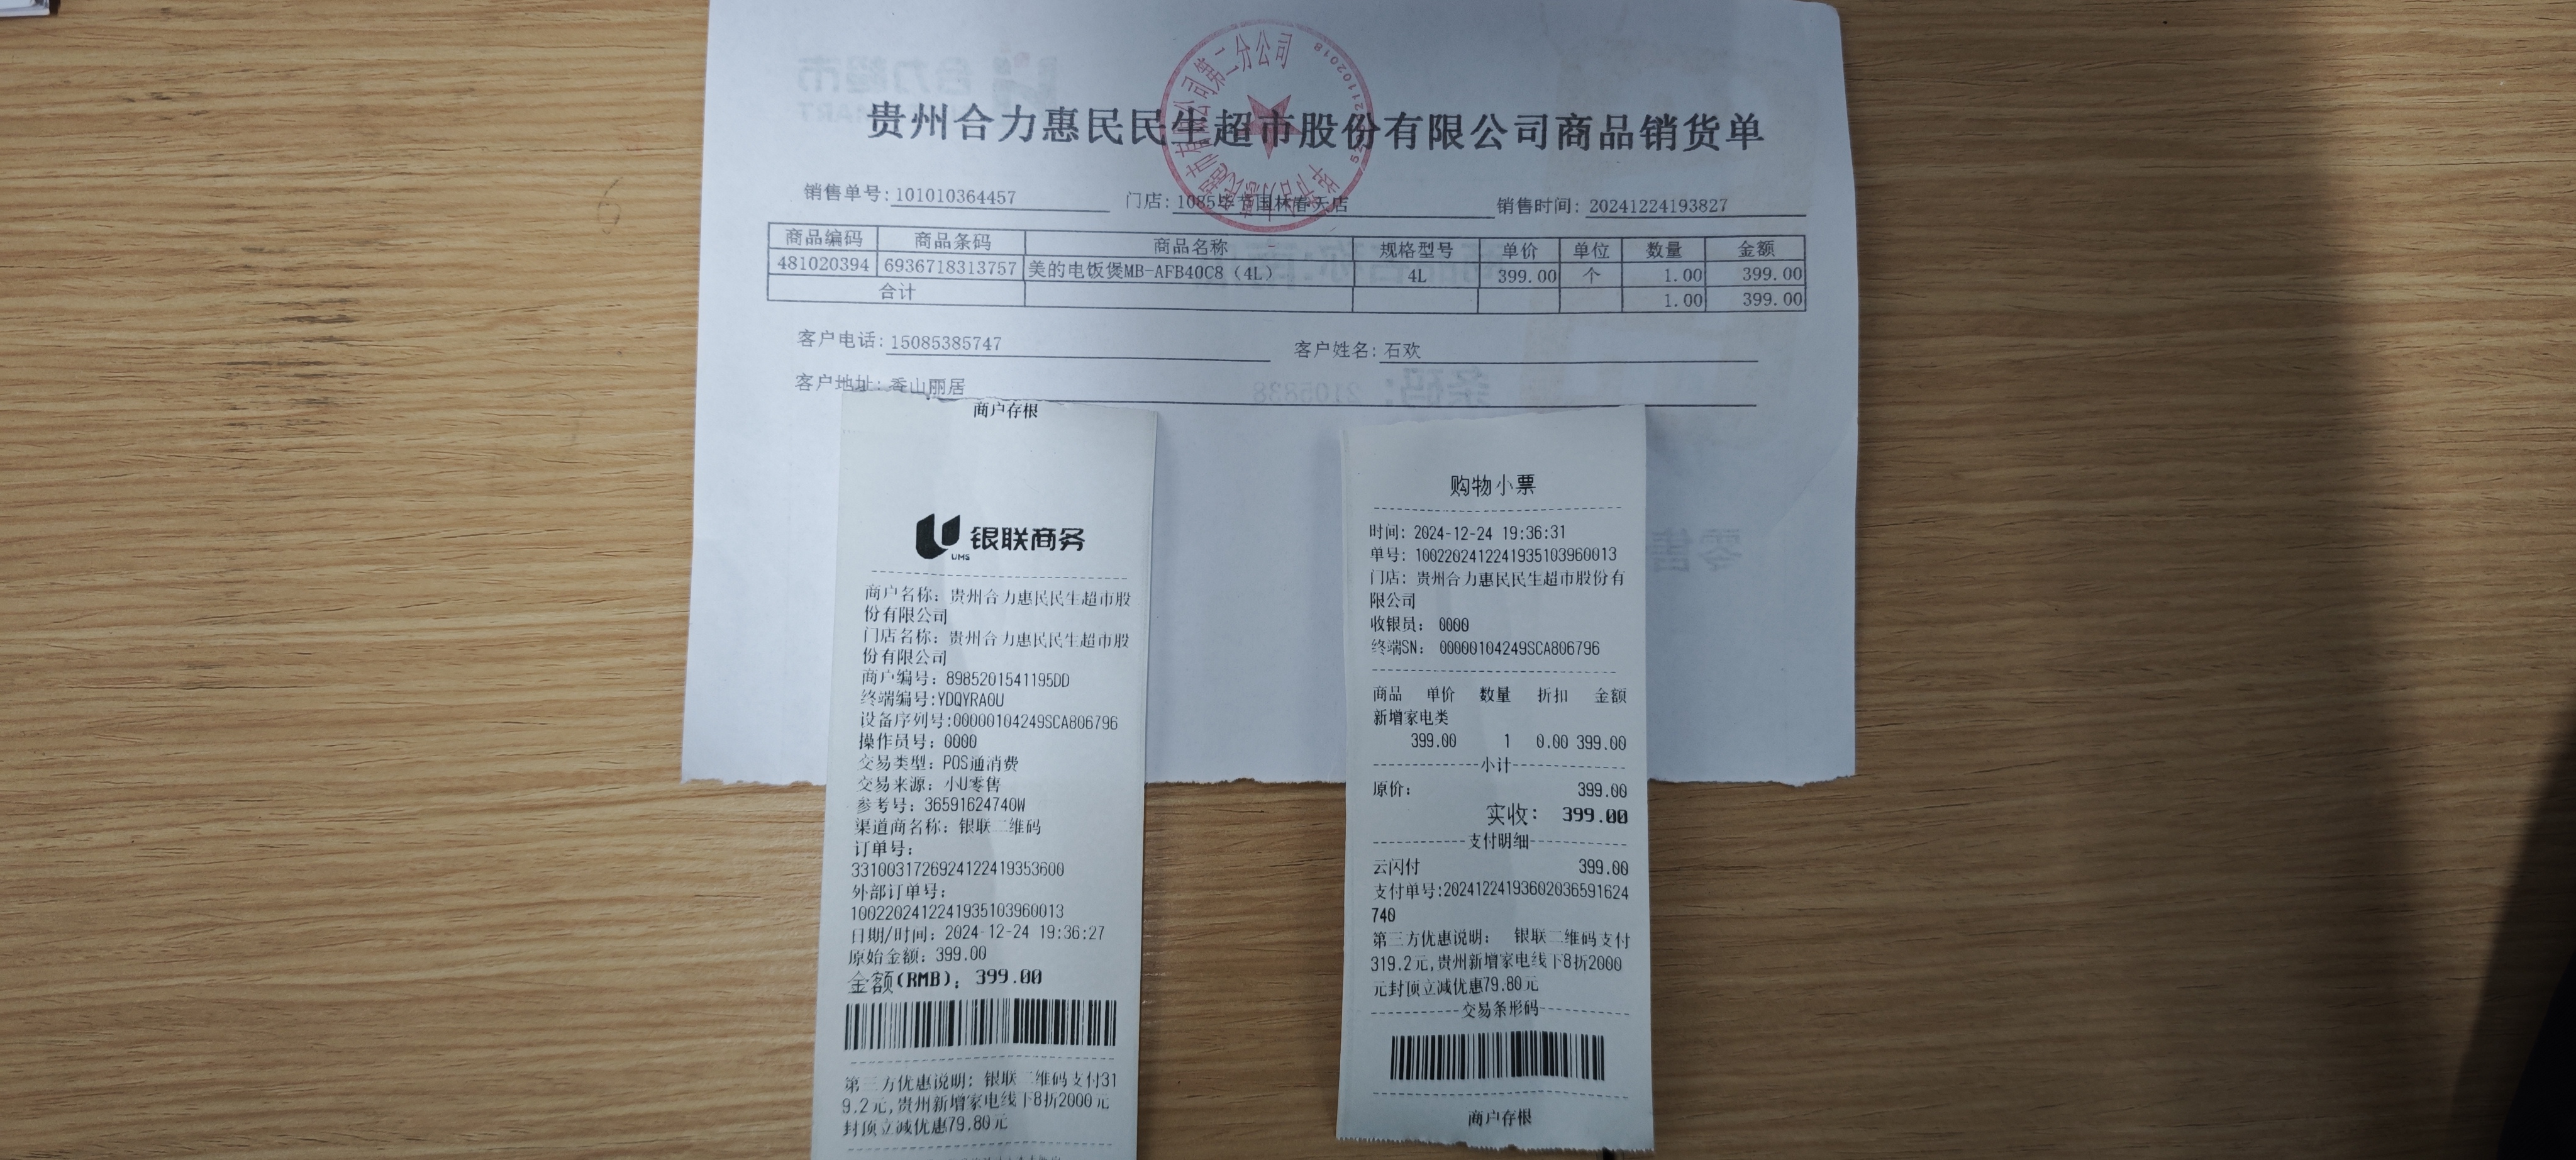 贵州合力惠民民生超市股份有限公司商品销货单
销售单号: 101010364457 门店: 1085毕节国林春天店 销售时间: 20241224193827
商品编码 商品条码 商品名称 规格型号 单价 单位 数量 金额
481020394 6936718313757 美的电饭煲MB-AFB40C8（4L） 4L 399.00 个 1.00 399.00
合计 1.00 399.00
客户电话: 15085385747 客户姓名: 石欢
客户地址: 香山丽居
商户存根
银联商务
UMS
商户名称: 贵州合力惠民民生超市股
份有限公司
门店名称: 贵州合力惠民民生超市股
份有限公司
商户编号: 8985201541195DD
终端编号:YDQYRA0U
设备序列号:00000104249SCA806796
操作员号: 0000
交易类型: POS通消费
交易来源: 小U零售
参考号: 36591624740W
渠道商名称: 银联二维码
订单号:
33100317269241224193536​00
外部订单号:
10022024122419351039600​13
日期/时间: 2024-12-24 19:36:27
原始金额: 399.00
金额(RMB): 399.00
第三方优惠说明: 银联二维码支付31
9.2元,贵州新增家电线下8折2000元
封顶立减优惠79.80元
购物小票
时间: 2024-12-24 19:36:31
单号: 1002202412241935103960013
门店: 贵州合力惠民民生超市股份有
限公司
收银员: 0000
终端SN: 00000104249SCA806796
商品 单价 数量 折扣 金额
新增家电类
399.00 1 0.00 399.00
小计
原价: 399.00
实收: 399.00
支付明细
云闪付 399.00
支付单号:20241224193602036591624
740
第三方优惠说明: 银联二维码支付
319.2元,贵州新增家电线下8折2000
元封顶立减优惠79.80元
交易条形码
商户存根